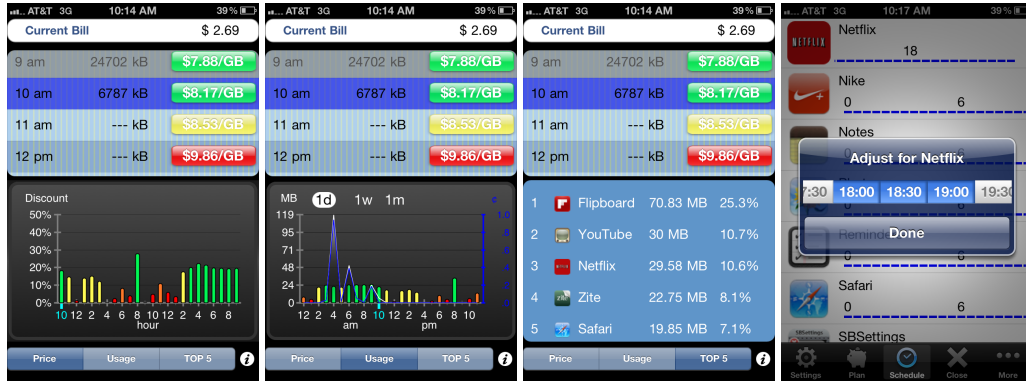 AT&T 3G 10:14 AM 39%
Current Bill $ 2.69
9 am 24702 kB $7.88/GB
10 am 6787 kB $8.17/GB
11 am --- kB $8.53/GB
12 pm --- kB $9.86/GB
Discount
50%
40%
30%
20%
10%
0%
10 12 2 4 6 8 10 12 2 4 6 8
hour
Price Usage TOP 5 i
AT&T 3G 10:14 AM 39%
Current Bill $ 2.69
9 am 24702 kB $7.88/GB
10 am 6787 kB $8.17/GB
11 am --- kB $8.53/GB
12 pm --- kB $9.86/GB
MB 1d 1w 1m ¢
119 1.0
95 .8
71 .6
48 .4
24 .2
0 .0
12 2 4 6 8 10 12 2 4 6 8 10
am pm
Price Usage TOP 5 i
AT&T 3G 10:14 AM 39%
Current Bill $ 2.69
9 am 24702 kB $7.88/GB
10 am 6787 kB $8.17/GB
11 am --- kB $8.53/GB
12 pm --- kB $9.86/GB
1 Flipboard 70.83 MB 25.3%
2 YouTube 30 MB 10.7%
3 Netflix 29.58 MB 10.6%
4 Zite 22.75 MB 8.1%
5 Safari 19.85 MB 7.1%
Price Usage TOP 5 i
AT&T 3G 10:17 AM 39%
NETFLIX Netflix
18
Nike
0 6
Notes
Adjust for Netflix
7:30 18:00 18:30 19:00 19:30
Done
Safari
0 6
SBSettings
Settings Plan Schedule Close More